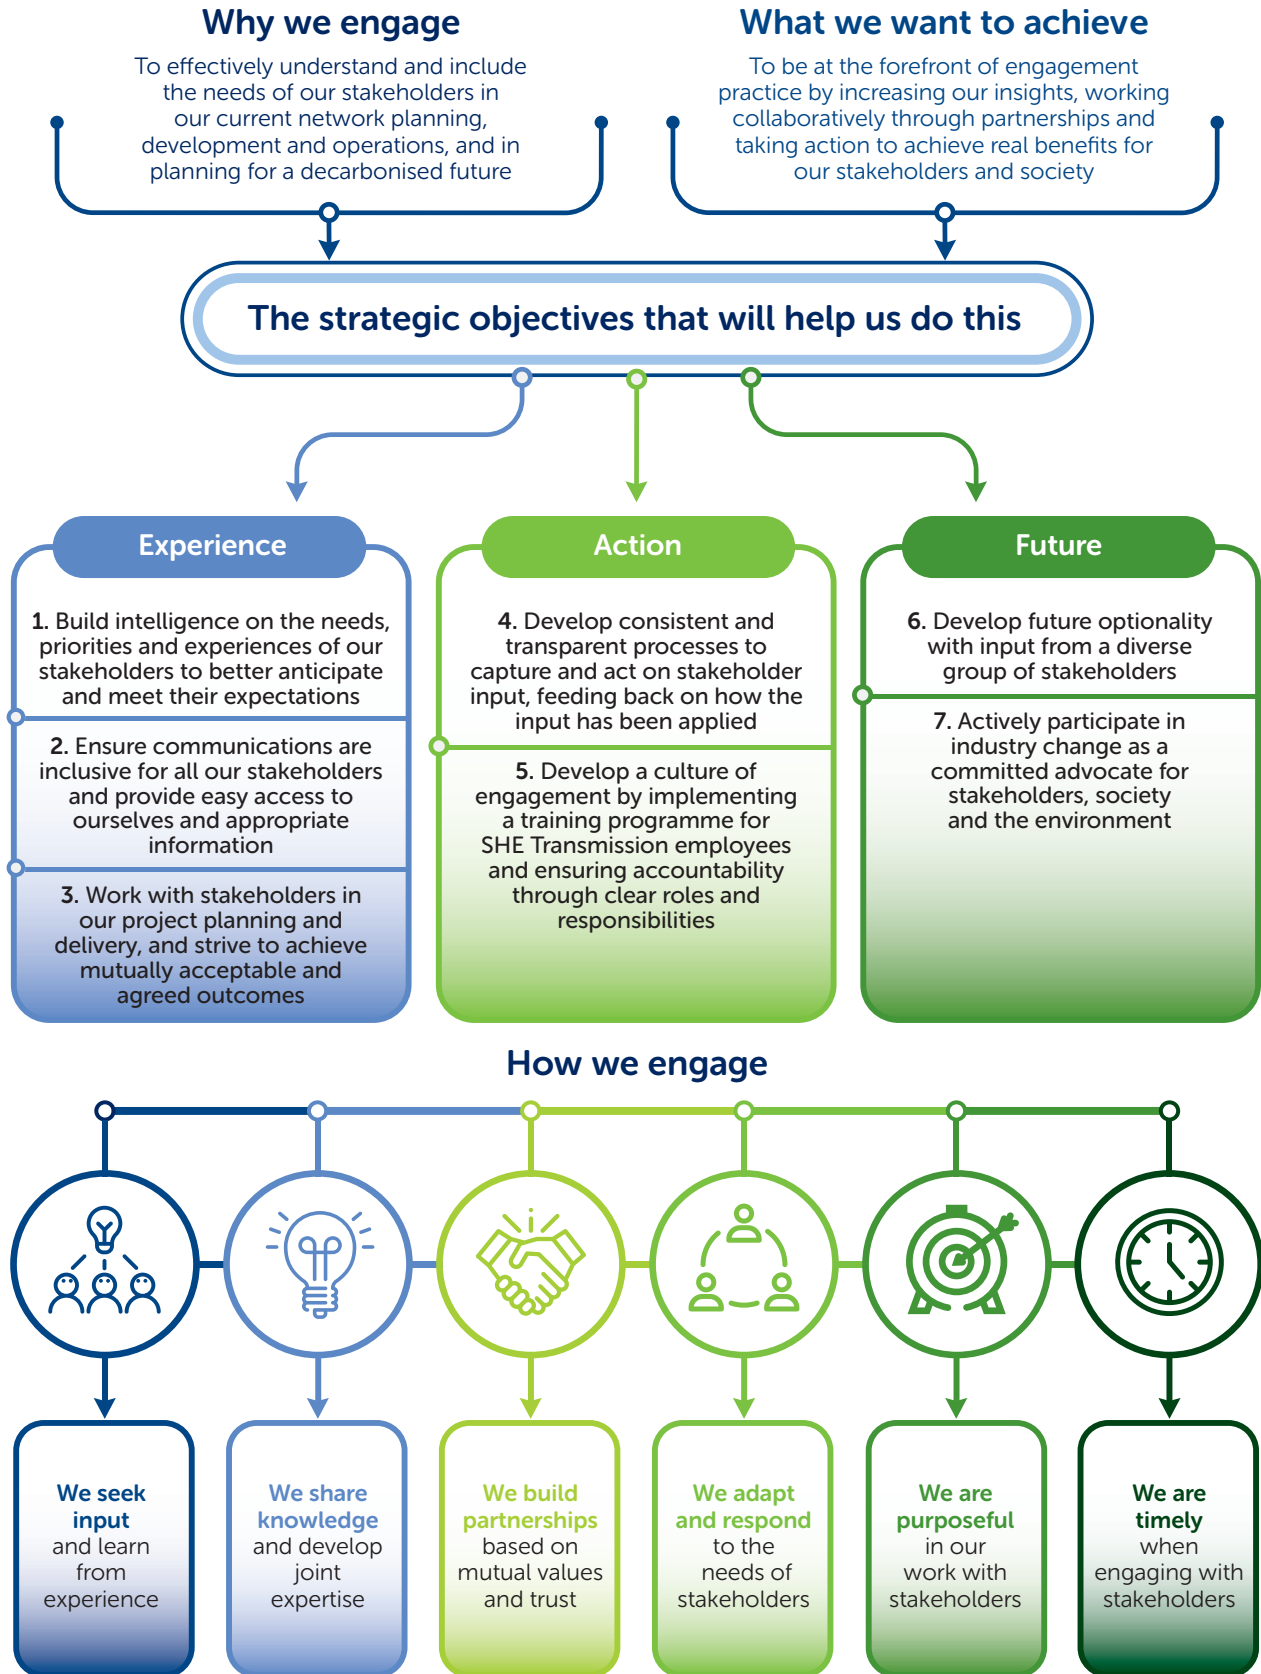 Why we engage
To effectively understand and include
the needs of our stakeholders in
our current network planning,
development and operations, and in
planning for a decarbonised future
What we want to achieve
To be at the forefront of engagement
practice by increasing our insights, working
collaboratively through partnerships and
taking action to achieve real benefits for
our stakeholders and society
The strategic objectives that will help us do this
Experience
1. Build intelligence on the needs,
priorities and experiences of our
stakeholders to better anticipate
and meet their expectations
2. Ensure communications are
inclusive for all our stakeholders
and provide easy access to
ourselves and appropriate
information
3. Work with stakeholders in
our project planning and
delivery, and strive to achieve
mutually acceptable and
agreed outcomes
Action
4. Develop consistent and
transparent processes to
capture and act on stakeholder
input, feeding back on how the
input has been applied
5. Develop a culture of
engagement by implementing
a training programme for
SHE Transmission employees
and ensuring accountability
through clear roles and
responsibilities
Future
6. Develop future optionality
with input from a diverse
group of stakeholders
7. Actively participate in
industry change as a
committed advocate for
stakeholders, society
and the environment
How we engage
We seek
input
and learn
from
experience
We share
knowledge
and develop
joint
expertise
We build
partnerships
based on
mutual values
and trust
We adapt
and respond
to the
needs of
stakeholders
We are
purposeful
in our
work with
stakeholders
We are
timely
when
engaging with
stakeholders